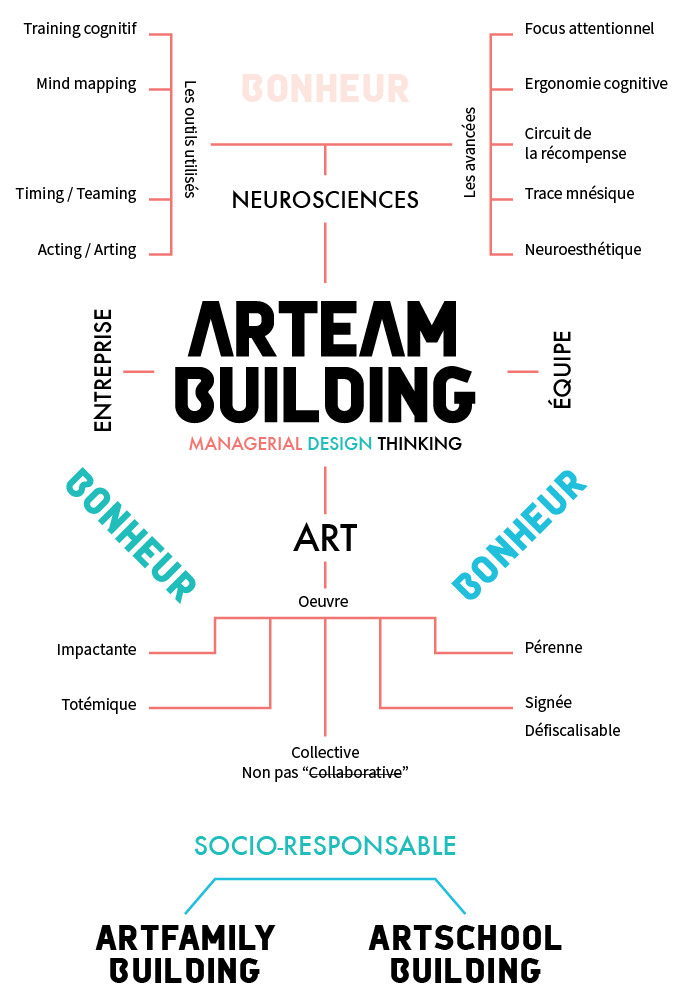 Training cognitif
Mind mapping
Timing / Teaming
Acting / Arting
Les outils utilisés
BONHEUR
NEUROSCIENCES
Les avancées
Focus attentionnel
Ergonomie cognitive
Circuit de
la récompense
Trace mnésique
Neuroesthétique
ENTREPRISE
ARTEAM
BUILDING
MANAGERIAL DESIGN THINKING
ÉQUIPE
BONHEUR
BONHEUR
ART
Oeuvre
Impactante
Totémique
Pérenne
Signée
Défiscalisable
Collective
Non pas “Collaborative”
SOCIO-RESPONSABLE
ARTFAMILY
BUILDING
ARTSCHOOL
BUILDING